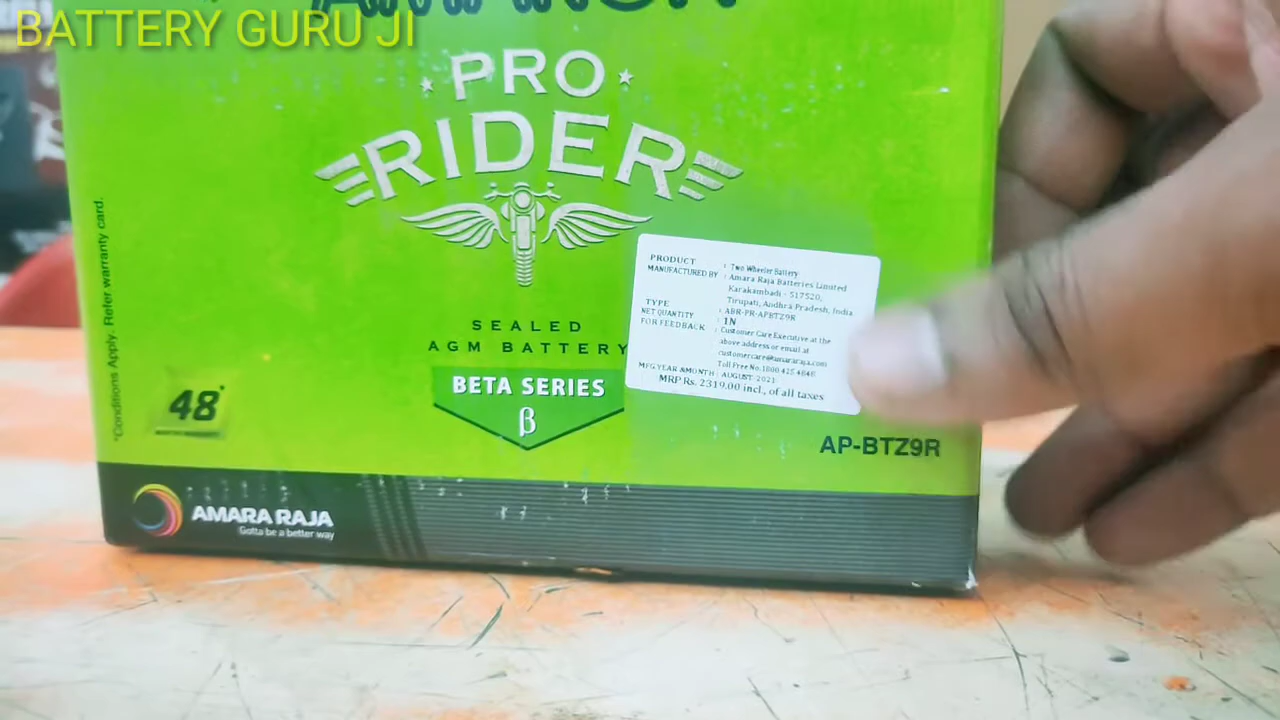 BATTERY GURU JI
PRO
RIDER
SEALED
AGM BATTERY
BETA SERIES
β
*Conditions Apply. Refer warranty card.
48*
PRODUCT : Two Wheeler Battery
MANUFACTURED BY : Amara Raja Batteries Limited
Karakambadi - 517520,
Tirupati, Andhra Pradesh, India
TYPE : ABR-PR-APBTZ9R
NET QUANTITY : 1N
FOR FEEDBACK : Customer Care Executive at the
above address or email at
customercare@amararaja.com
Toll Free No. 1800 425 4848
MFG YEAR & MONTH : AUGUST 2021
MRP Rs. 2319.00 incl., of all taxes
AP-BTZ9R
AMARA RAJA
Gotta be a better way